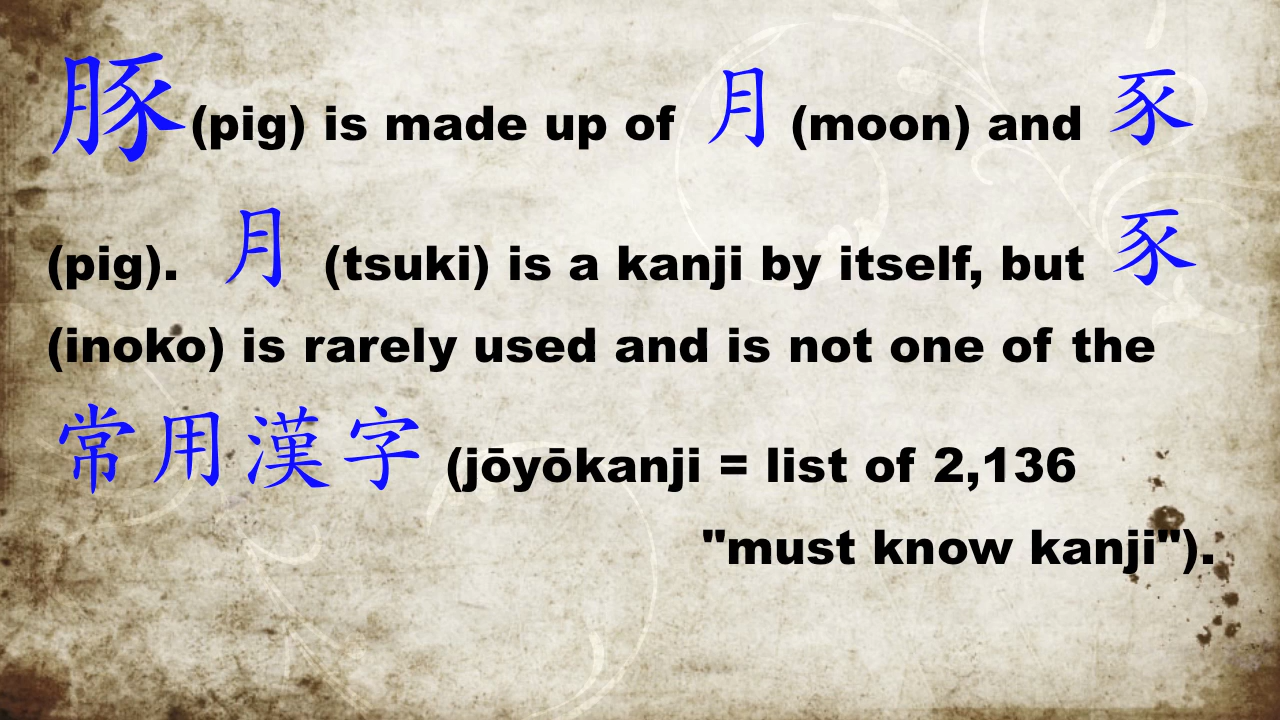 豚(pig) is made up of 月(moon) and 豕
(pig). 月 (tsuki) is a kanji by itself, but 豕
(inoko) is rarely used and is not one of the
常用漢字 (jōyōkanji = list of 2,136
"must know kanji").